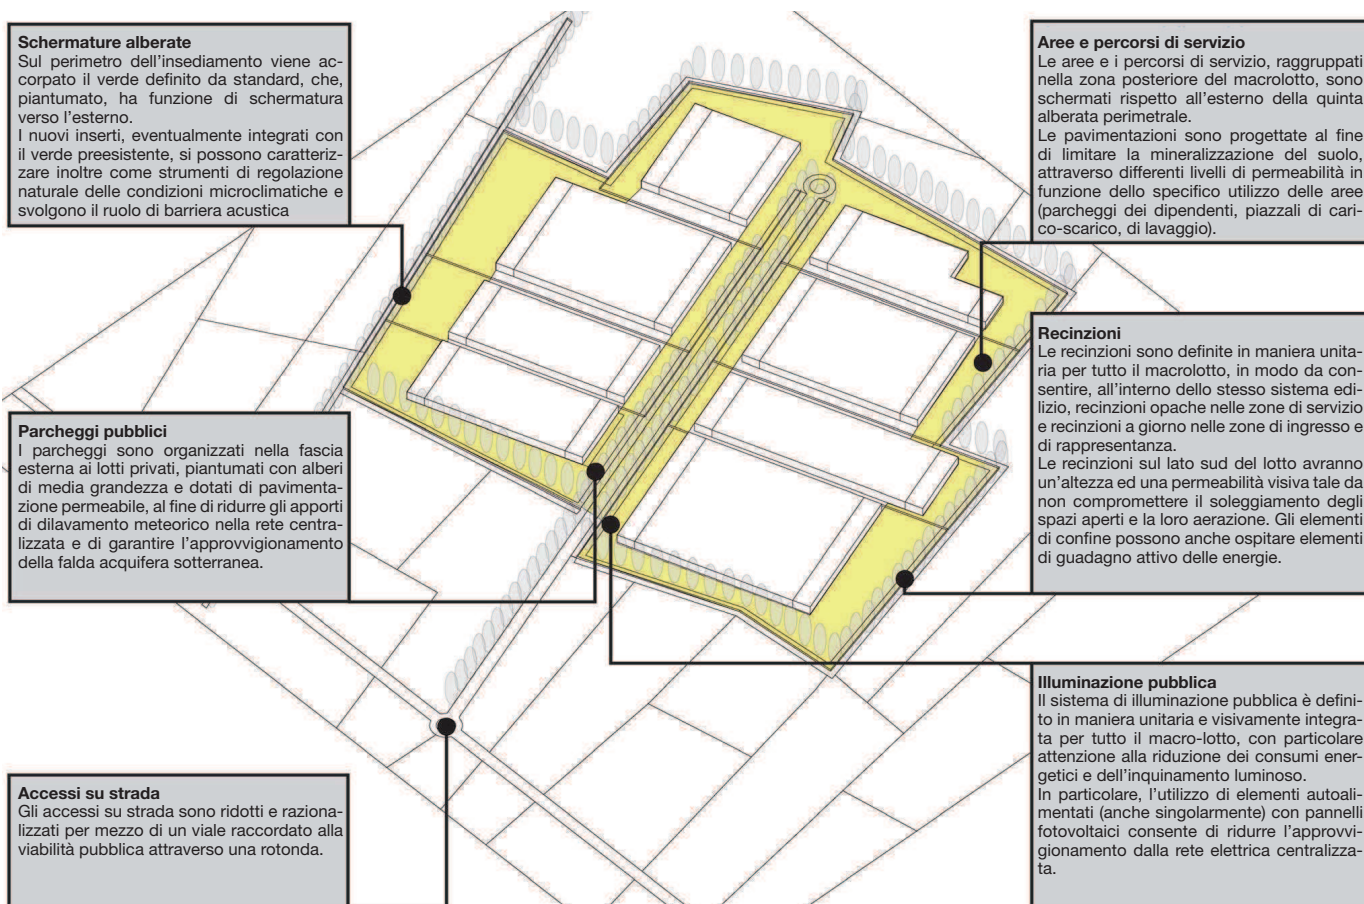 Schermature alberate
Sul perimetro dell'insediamento viene ac-
corpato il verde definito da standard, che,
piantumato, ha funzione di schermatura
verso l'esterno.
I nuovi inserti, eventualmente integrati con
il verde preesistente, si possono caratteriz-
zare inoltre come strumenti di regolazione
naturale delle condizioni microclimatiche e
svolgono il ruolo di barriera acustica
Parcheggi pubblici
I parcheggi sono organizzati nella fascia
esterna ai lotti privati, piantumati con alberi
di media grandezza e dotati di pavimenta-
zione permeabile, al fine di ridurre gli apporti
di dilavamento meteorico nella rete centra-
lizzata e di garantire l'approvvigionamento
della falda acquifera sotterranea.
Accessi su strada
Gli accessi su strada sono ridotti e raziona-
lizzati per mezzo di un viale raccordato alla
viabilità pubblica attraverso una rotonda.
Aree e percorsi di servizio
Le aree e i percorsi di servizio, raggruppati
nella zona posteriore del macrolotto, sono
schermati rispetto all'esterno della quinta
alberata perimetrale.
Le pavimentazioni sono progettate al fine
di limitare la mineralizzazione del suolo,
attraverso differenti livelli di permeabilità in
funzione dello specifico utilizzo delle aree
(parcheggi dei dipendenti, piazzali di cari-
co-scarico, di lavaggio).
Recinzioni
Le recinzioni sono definite in maniera unita-
ria per tutto il macrolotto, in modo da con-
sentire, all'interno dello stesso sistema edi-
lizio, recinzioni opache nelle zone di servizio
e recinzioni a giorno nelle zone di ingresso e
di rappresentanza.
Le recinzioni sul lato sud del lotto avranno
un'altezza ed una permeabilità visiva tale da
non compromettere il soleggiamento degli
spazi aperti e la loro aerazione. Gli elementi
di confine possono anche ospitare elementi
di guadagno attivo delle energie.
Illuminazione pubblica
Il sistema di illuminazione pubblica è defini-
to in maniera unitaria e visivamente integra-
ta per tutto il macro-lotto, con particolare
attenzione alla riduzione dei consumi ener-
getici e dell'inquinamento luminoso.
In particolare, l'utilizzo di elementi autoali-
mentati (anche singolarmente) con pannelli
fotovoltaici consente di ridurre l'approvvi-
gionamento dalla rete elettrica centralizza-
ta.